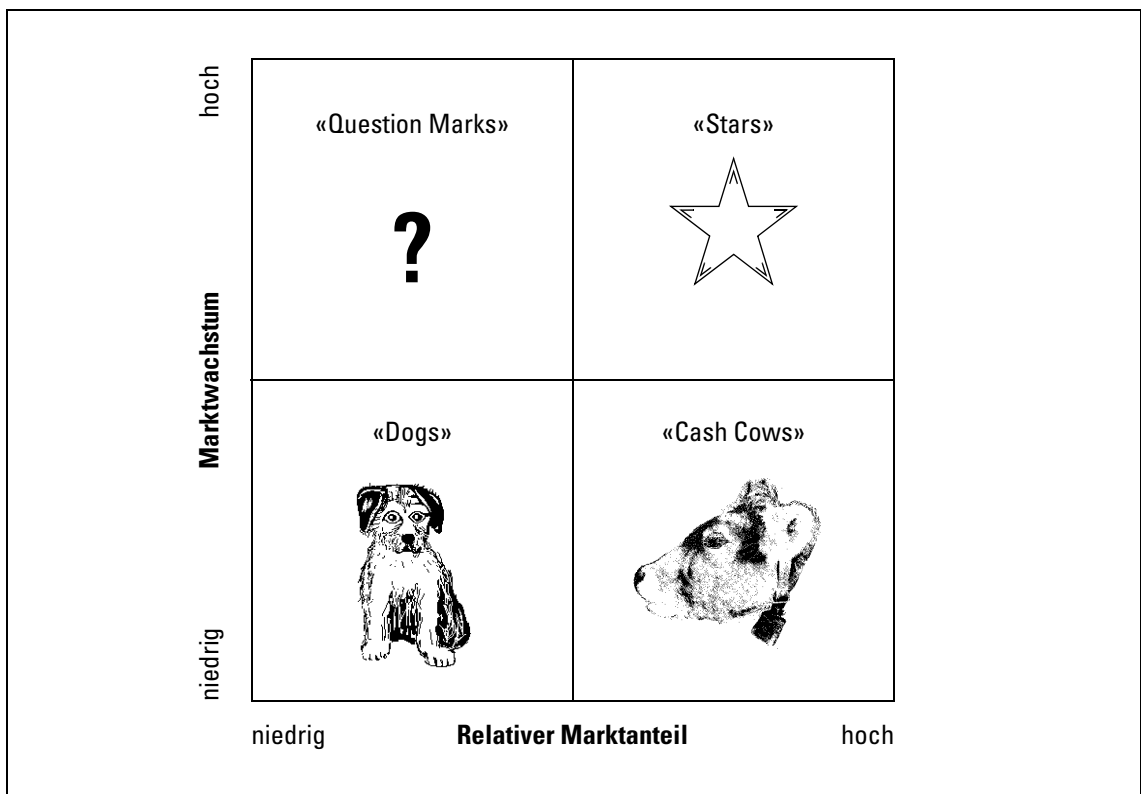 hoch
«Question Marks»
«Stars»
?
Marktwachstum
«Dogs»
«Cash Cows»
niedrig
niedrig Relativer Marktanteil hoch